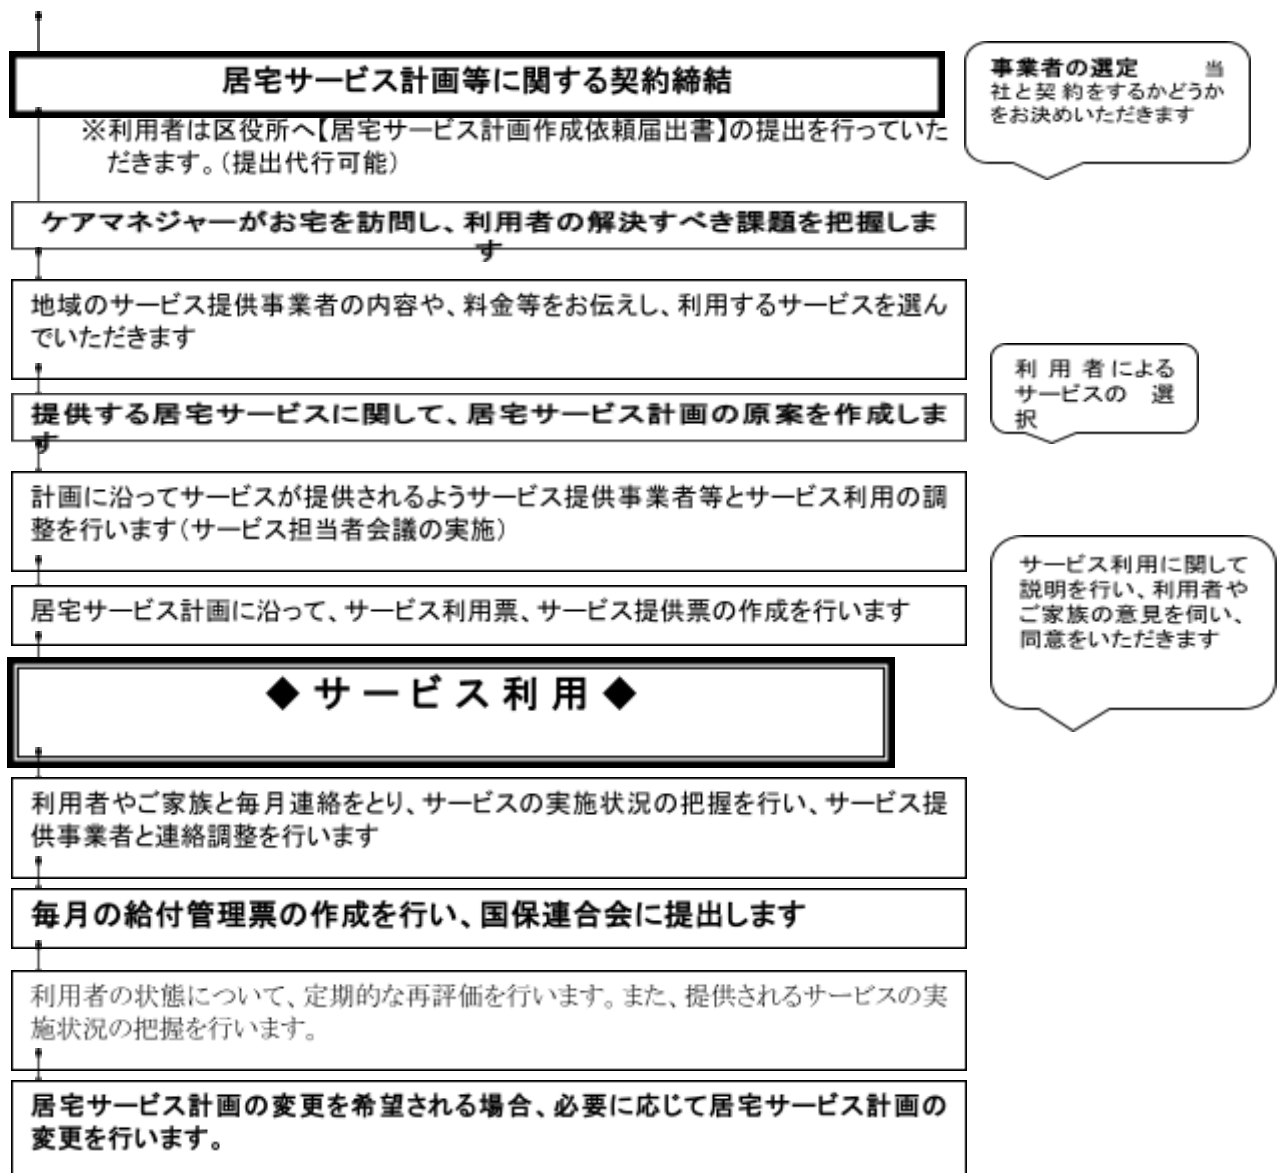 居宅サービス計画等に関する契約締結
事業者の選定　当
社と契約をするかどうか
をお決めいただきます
※利用者は区役所へ【居宅サービス計画作成依頼届出書】の提出を行っていた
だきます。（提出代行可能）
ケアマネジャーがお宅を訪問し、利用者の解決すべき課題を把握しま
す
地域のサービス提供事業者の内容や、料金等をお伝えし、利用するサービスを選ん
でいただきます
利用者による
サービスの　選
択
提供する居宅サービスに関して、居宅サービス計画の原案を作成しま
す
計画に沿ってサービスが提供されるようサービス提供事業者等とサービス利用の調
整を行います（サービス担当者会議の実施）
サービス利用に関して
説明を行い、利用者や
ご家族の意見を伺い、
同意をいただきます
居宅サービス計画に沿って、サービス利用票、サービス提供票の作成を行います
◆サービス利用◆
利用者やご家族と毎月連絡をとり、サービスの実施状況の把握を行い、サービス提
供事業者と連絡調整を行います
毎月の給付管理票の作成を行い、国保連合会に提出します
利用者の状態について、定期的な再評価を行います。また、提供されるサービスの実
施状況の把握を行います。
居宅サービス計画の変更を希望される場合、必要に応じて居宅サービス計画の
変更を行います。